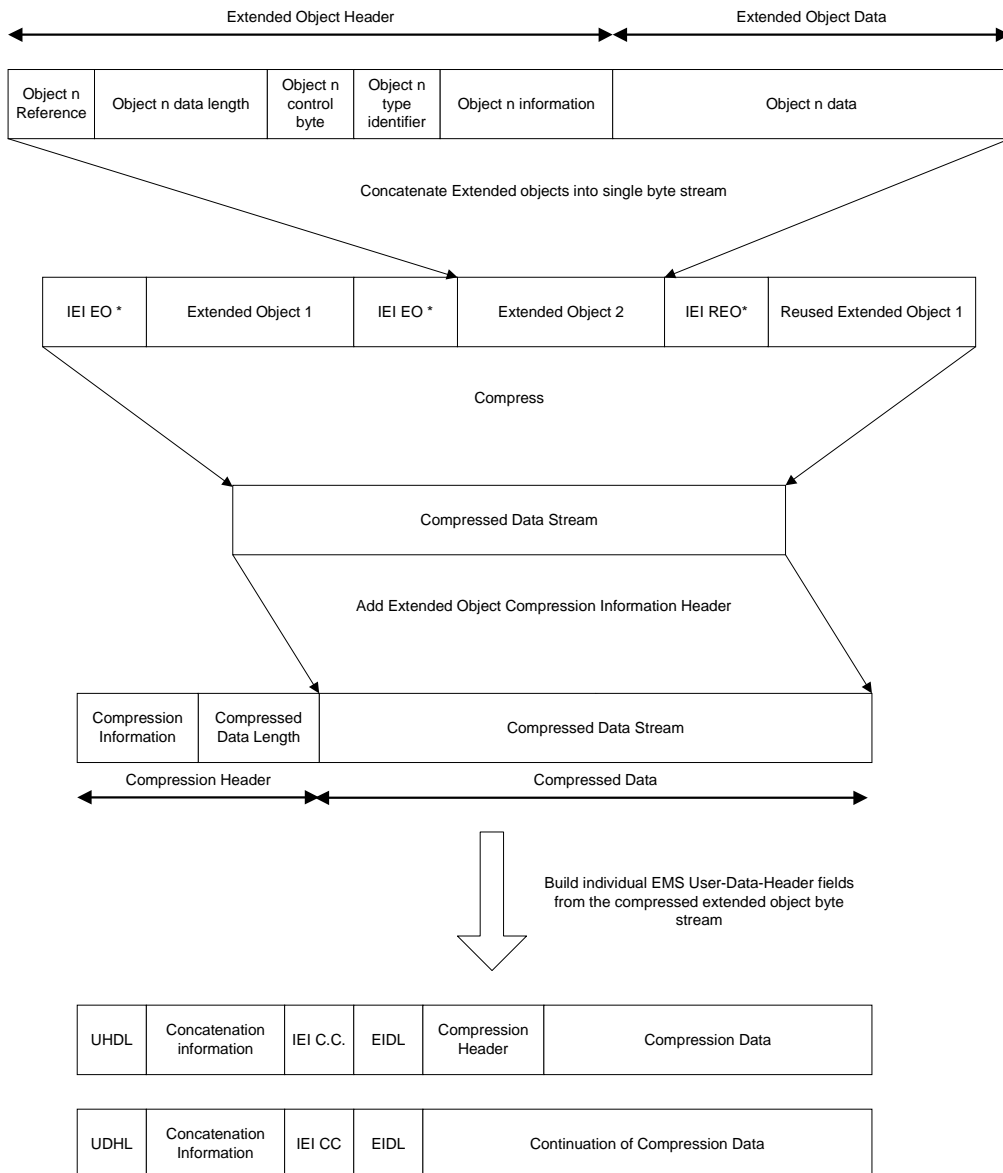 Extended Object Header
Extended Object Data
Object n
Reference
Object n data length
Object n
control
byte
Object n
type
identifier
Object n information
Object n data
Concatenate Extended objects into single byte stream
IEI EO *
Extended Object 1
IEI EO *
Extended Object 2
IEI REO*
Reused Extended Object 1
Compress
Compressed Data Stream
Add Extended Object Compression Information Header
Compression
Information
Compressed
Data Length
Compressed Data Stream
Compression Header
Compressed Data
Build individual EMS User-Data-Header fields
from the compressed extended object byte
stream
UHDL
Concatenation
information
IEI C.C.
EIDL
Compression
Header
Compression Data
UDHL
Concatenation
Information
IEI CC
EIDL
Continuation of Compression Data